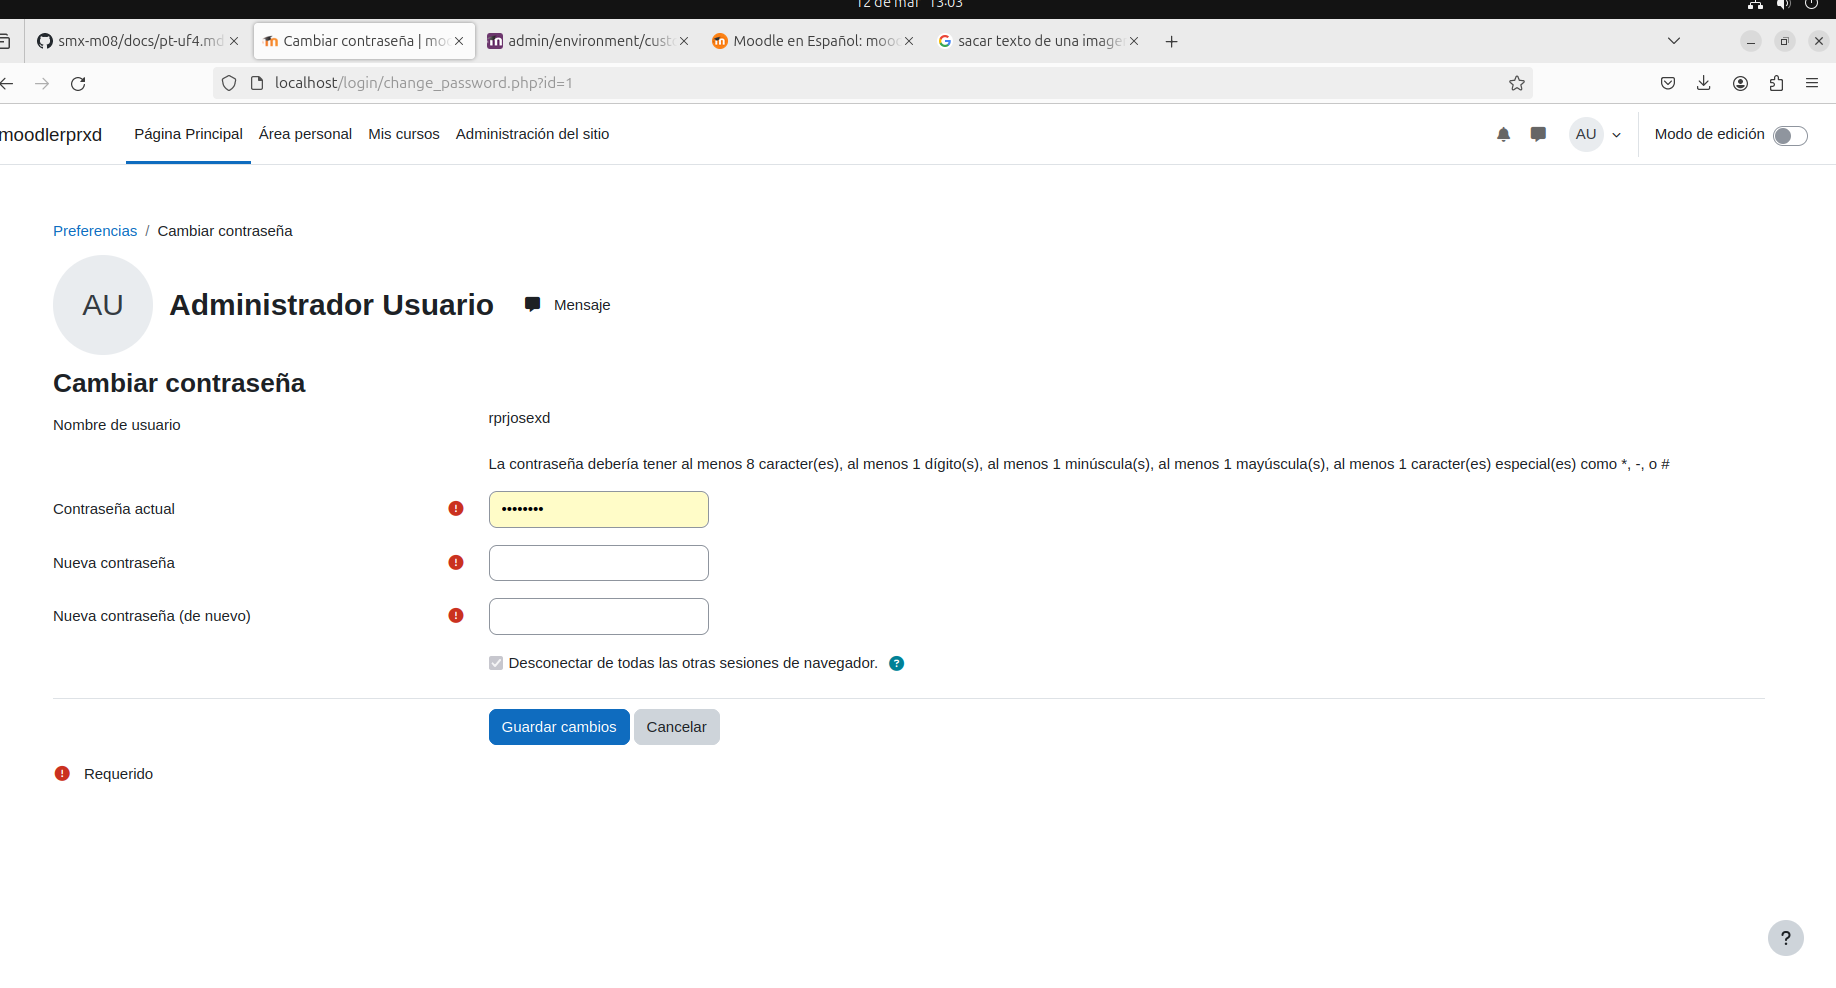 12 de mar 13:03
smx-m08/docs/pt-uf4.md
Cambiar contraseña | moo
admin/environment/custo
Moodle en Español: mood
sacar texto de una image
localhost/login/change_password.php?id=1
moodlerprxd
Página Principal
Área personal
Mis cursos
Administración del sitio
AU
Modo de edición
Preferencias / Cambiar contraseña
AU
Administrador Usuario
Mensaje
Cambiar contraseña
Nombre de usuario
rprjosexd
La contraseña debería tener al menos 8 caracter(es), al menos 1 dígito(s), al menos 1 minúscula(s), al menos 1 mayúscula(s), al menos 1 caracter(es) especial(es) como *, -, o #
Contraseña actual
••••••••
Nueva contraseña
Nueva contraseña (de nuevo)
Desconectar de todas las otras sesiones de navegador.
Guardar cambios
Cancelar
Requerido